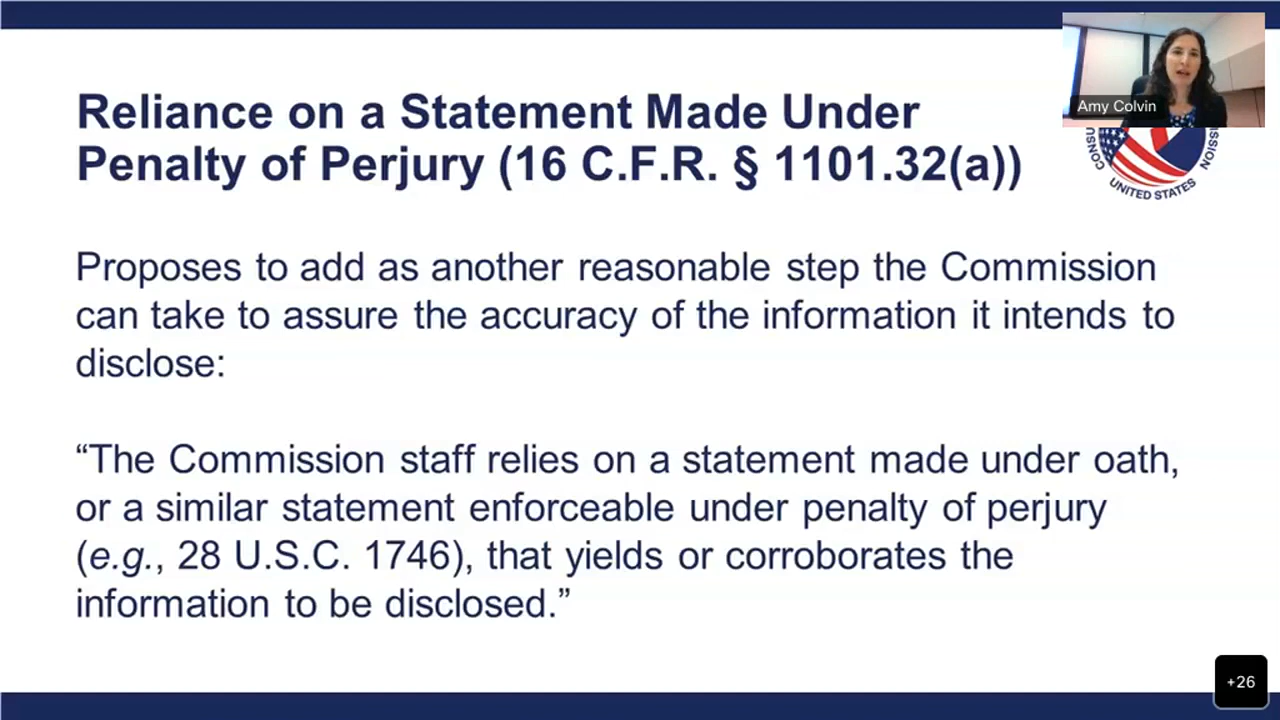 Reliance on a Statement Made Under
Penalty of Perjury (16 C.F.R. § 1101.32(a))
Amy Colvin
CONSU
UNITED STATES
ISSION
Proposes to add as another reasonable step the Commission
can take to assure the accuracy of the information it intends to
disclose:
“The Commission staff relies on a statement made under oath,
or a similar statement enforceable under penalty of perjury
(e.g., 28 U.S.C. 1746), that yields or corroborates the
information to be disclosed.”
+26